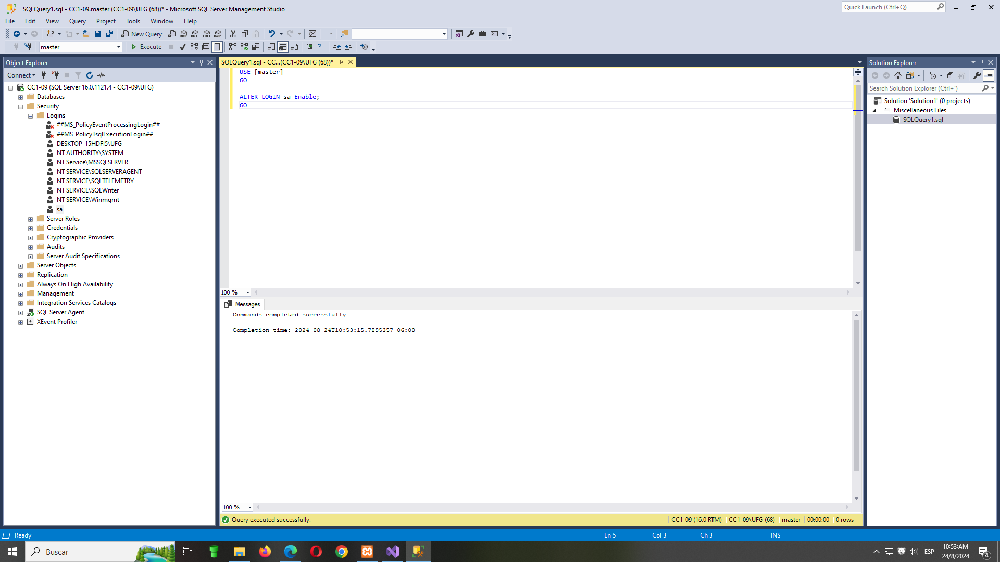 SQLQuery1.sql - CC1-09.master (CC1-09\UFG (68))* - Microsoft SQL Server Management Studio
Quick Launch (Ctrl+Q)
File Edit View Query Project Tools Window Help
New Query
MDX DMX XMLA DAX
master
Execute
Object Explorer
Connect
CC1-09 (SQL Server 16.0.1121.4 - CC1-09\UFG)
Databases
Security
Logins
##MS_PolicyEventProcessingLogin##
##MS_PolicyTsqlExecutionLogin##
DESKTOP-15HDFI5\UFG
NT AUTHORITY\SYSTEM
NT Service\MSSQLSERVER
NT SERVICE\SQLSERVERAGENT
NT SERVICE\SQLTELEMETRY
NT SERVICE\SQLWriter
NT SERVICE\Winmgmt
sa
Server Roles
Credentials
Cryptographic Providers
Audits
Server Audit Specifications
Server Objects
Replication
Always On High Availability
Management
Integration Services Catalogs
SQL Server Agent
XEvent Profiler
SQLQuery1.sql - CC...(CC1-09\UFG (68))*
USE [master]
GO
ALTER LOGIN sa Enable;
GO
100 %
Messages
Commands completed successfully.
Completion time: 2024-08-24T10:53:15.7895357-06:00
100 %
Query executed successfully.
CC1-09 (16.0 RTM) CC1-09\UFG (68) master 00:00:00 0 rows
Solution Explorer
Search Solution Explorer (Ctrl+´)
Solution 'Solution1' (0 projects)
Miscellaneous Files
SQLQuery1.sql
Ready
Ln 5 Col 3 Ch 3 INS
Buscar
ESP
10:53:AM
24/8/2024
4